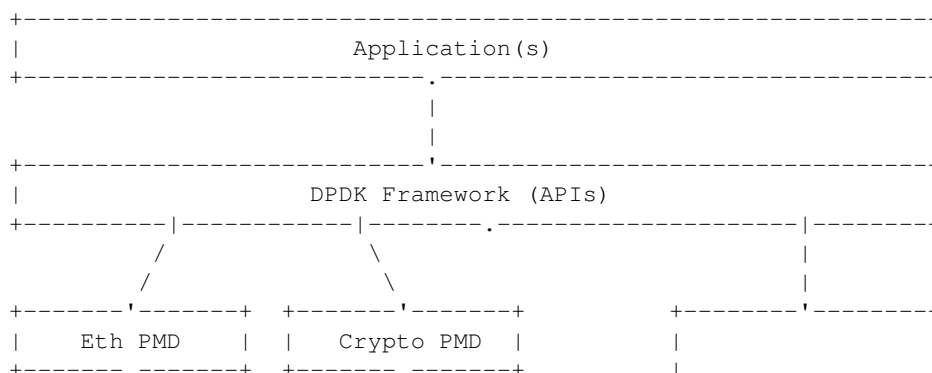 Application(s)
DPDK Framework (APIs)
Eth PMD Crypto PMD